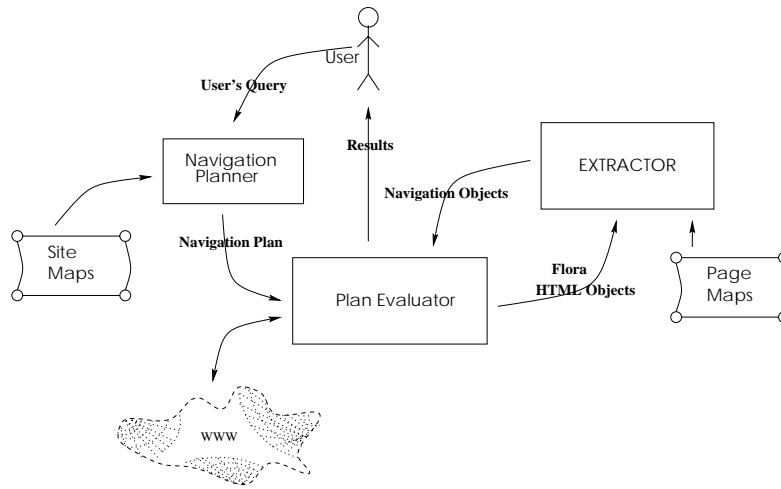 User
User's Query
Navigation
Planner
Results
EXTRACTOR
Navigation Objects
Site
Maps
Navigation Plan
Plan Evaluator
Flora
HTML Objects
Page
Maps
WWW